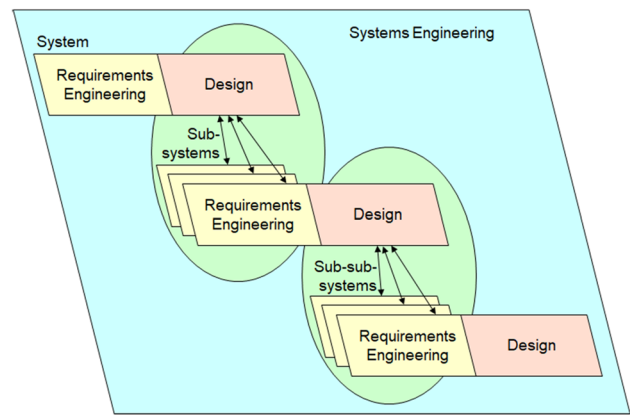 Systems Engineering
System
Requirements
Engineering
Design
Sub-
systems
Requirements
Engineering
Design
Sub-sub-
systems
Requirements
Engineering
Design